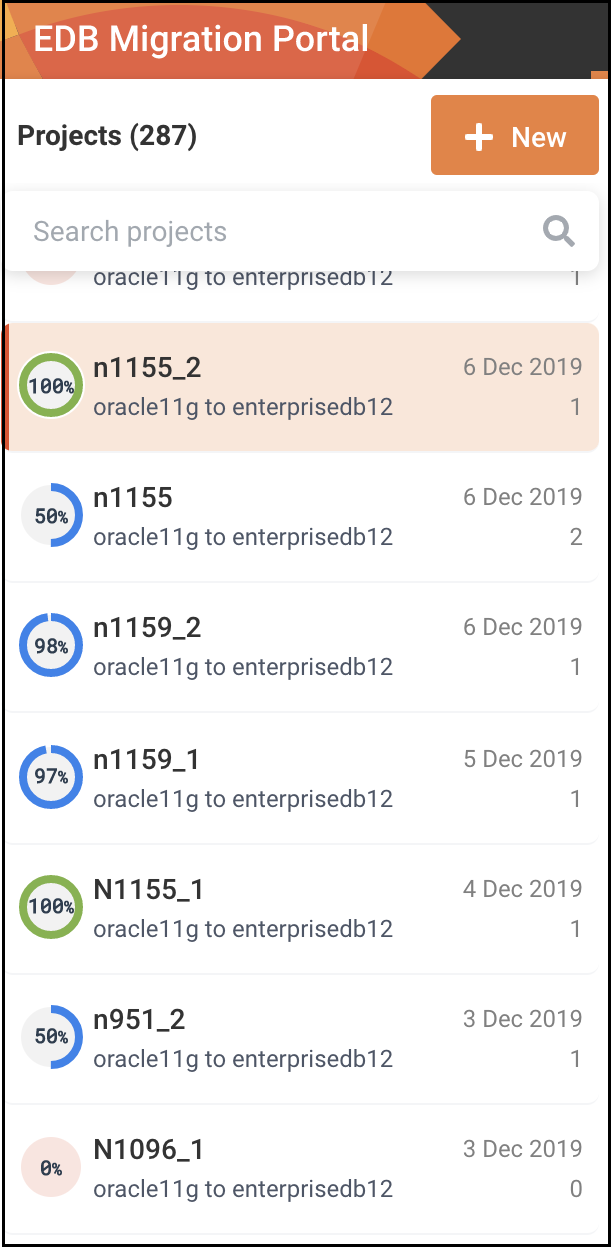 EDB Migration Portal
Projects (287)
New
Search projects
oracle11g to enterprisedb12 1
n1155_2 6 Dec 2019
100%
oracle11g to enterprisedb12 1
n1155 6 Dec 2019
50%
oracle11g to enterprisedb12 2
n1159_2 6 Dec 2019
98%
oracle11g to enterprisedb12 1
n1159_1 5 Dec 2019
97%
oracle11g to enterprisedb12 1
N1155_1 4 Dec 2019
100%
oracle11g to enterprisedb12 1
n951_2 3 Dec 2019
50%
oracle11g to enterprisedb12 1
N1096_1 3 Dec 2019
0%
oracle11g to enterprisedb12 0